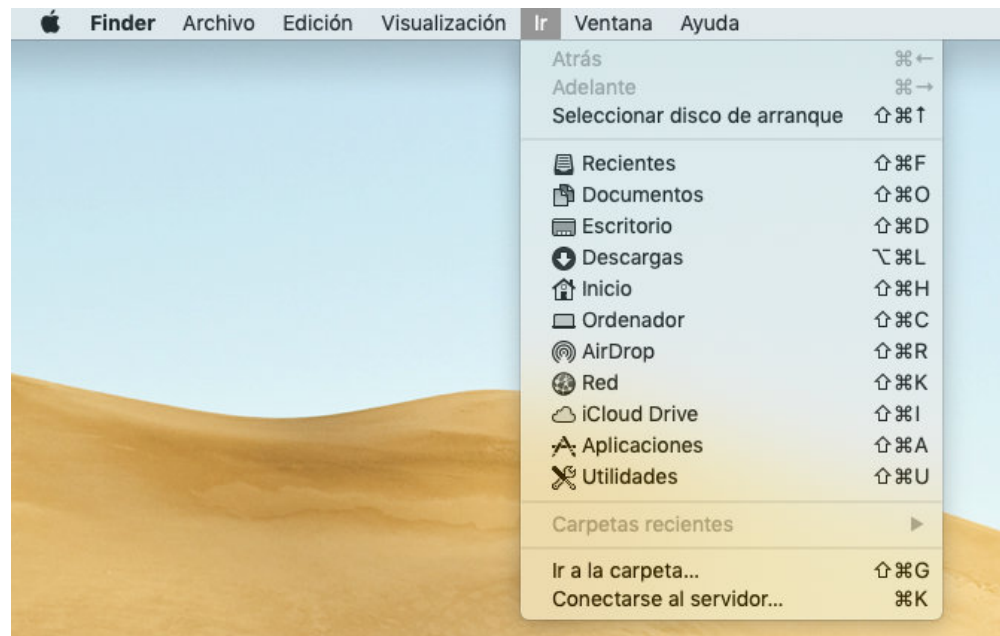 Finder Archivo Edición Visualización Ir Ventana Ayuda
Atrás ⌘←
Adelante ⌘→
Seleccionar disco de arranque ⇧⌘↑
Recientes ⇧⌘F
Documentos ⇧⌘O
Escritorio ⇧⌘D
Descargas ⌥⌘L
Inicio ⇧⌘H
Ordenador ⇧⌘C
AirDrop ⇧⌘R
Red ⇧⌘K
iCloud Drive ⇧⌘I
Aplicaciones ⇧⌘A
Utilidades ⇧⌘U
Carpetas recientes ▶
Ir a la carpeta... ⇧⌘G
Conectarse al servidor... ⌘K